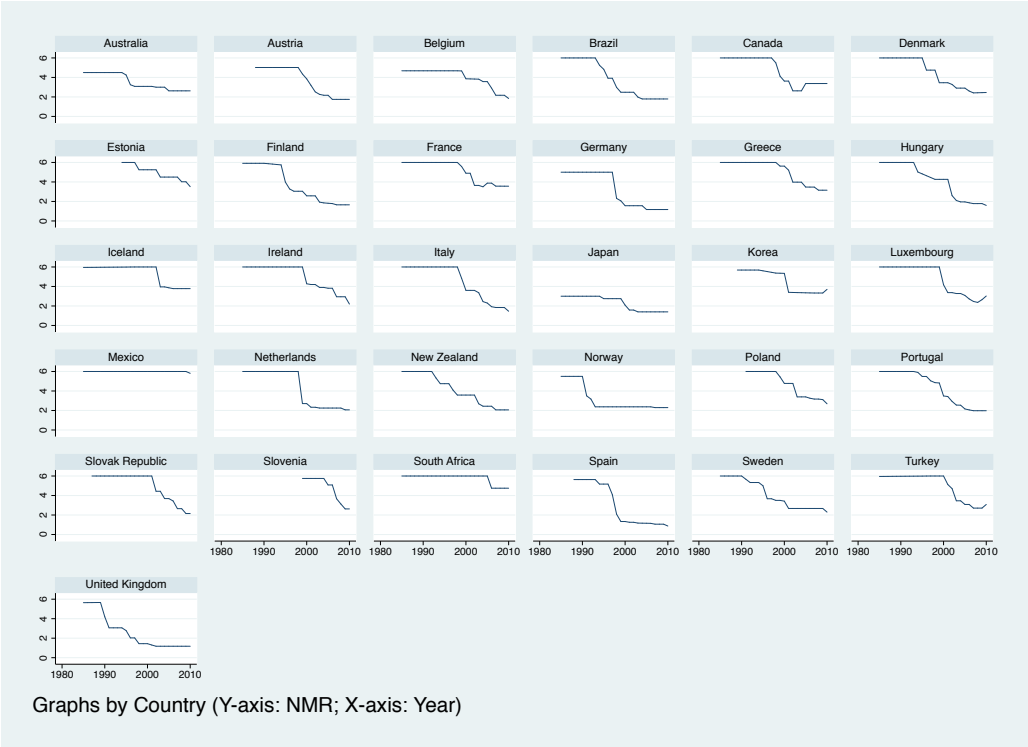 Australia Austria Belgium Brazil Canada Denmark
0 2 4 6
Estonia Finland France Germany Greece Hungary
0 2 4 6
Iceland Ireland Italy Japan Korea Luxembourg
0 2 4 6
Mexico Netherlands New Zealand Norway Poland Portugal
0 2 4 6
Slovak Republic Slovenia South Africa Spain Sweden Turkey
0 2 4 6
1980 1990 2000 2010 1980 1990 2000 2010 1980 1990 2000 2010 1980 1990 2000 2010 1980 1990 2000 2010
United Kingdom
0 2 4 6
1980 1990 2000 2010
Graphs by Country (Y-axis: NMR; X-axis: Year)